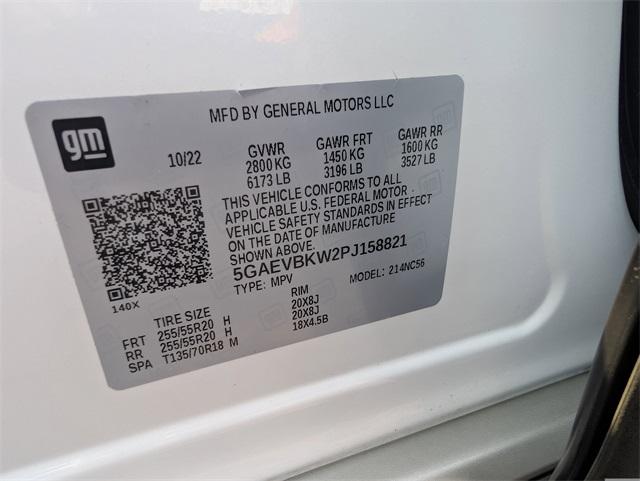 MFD BY GENERAL MOTORS LLC
gm
10/22
GVWR GAWR FRT GAWR RR
2800 KG 1450 KG 1600 KG
6173 LB 3196 LB 3527 LB
THIS VEHICLE CONFORMS TO ALL
APPLICABLE U.S. FEDERAL MOTOR
VEHICLE SAFETY STANDARDS IN EFFECT
ON THE DATE OF MANUFACTURE
SHOWN ABOVE.
5GAEVBKW2PJ158821
TYPE: MPV MODEL: 214NC56
140X
TIRE SIZE RIM
FRT 255/55R20 H 20X8J
RR 255/55R20 H 20X8J
SPA T135/70R18 M 18X4.5B